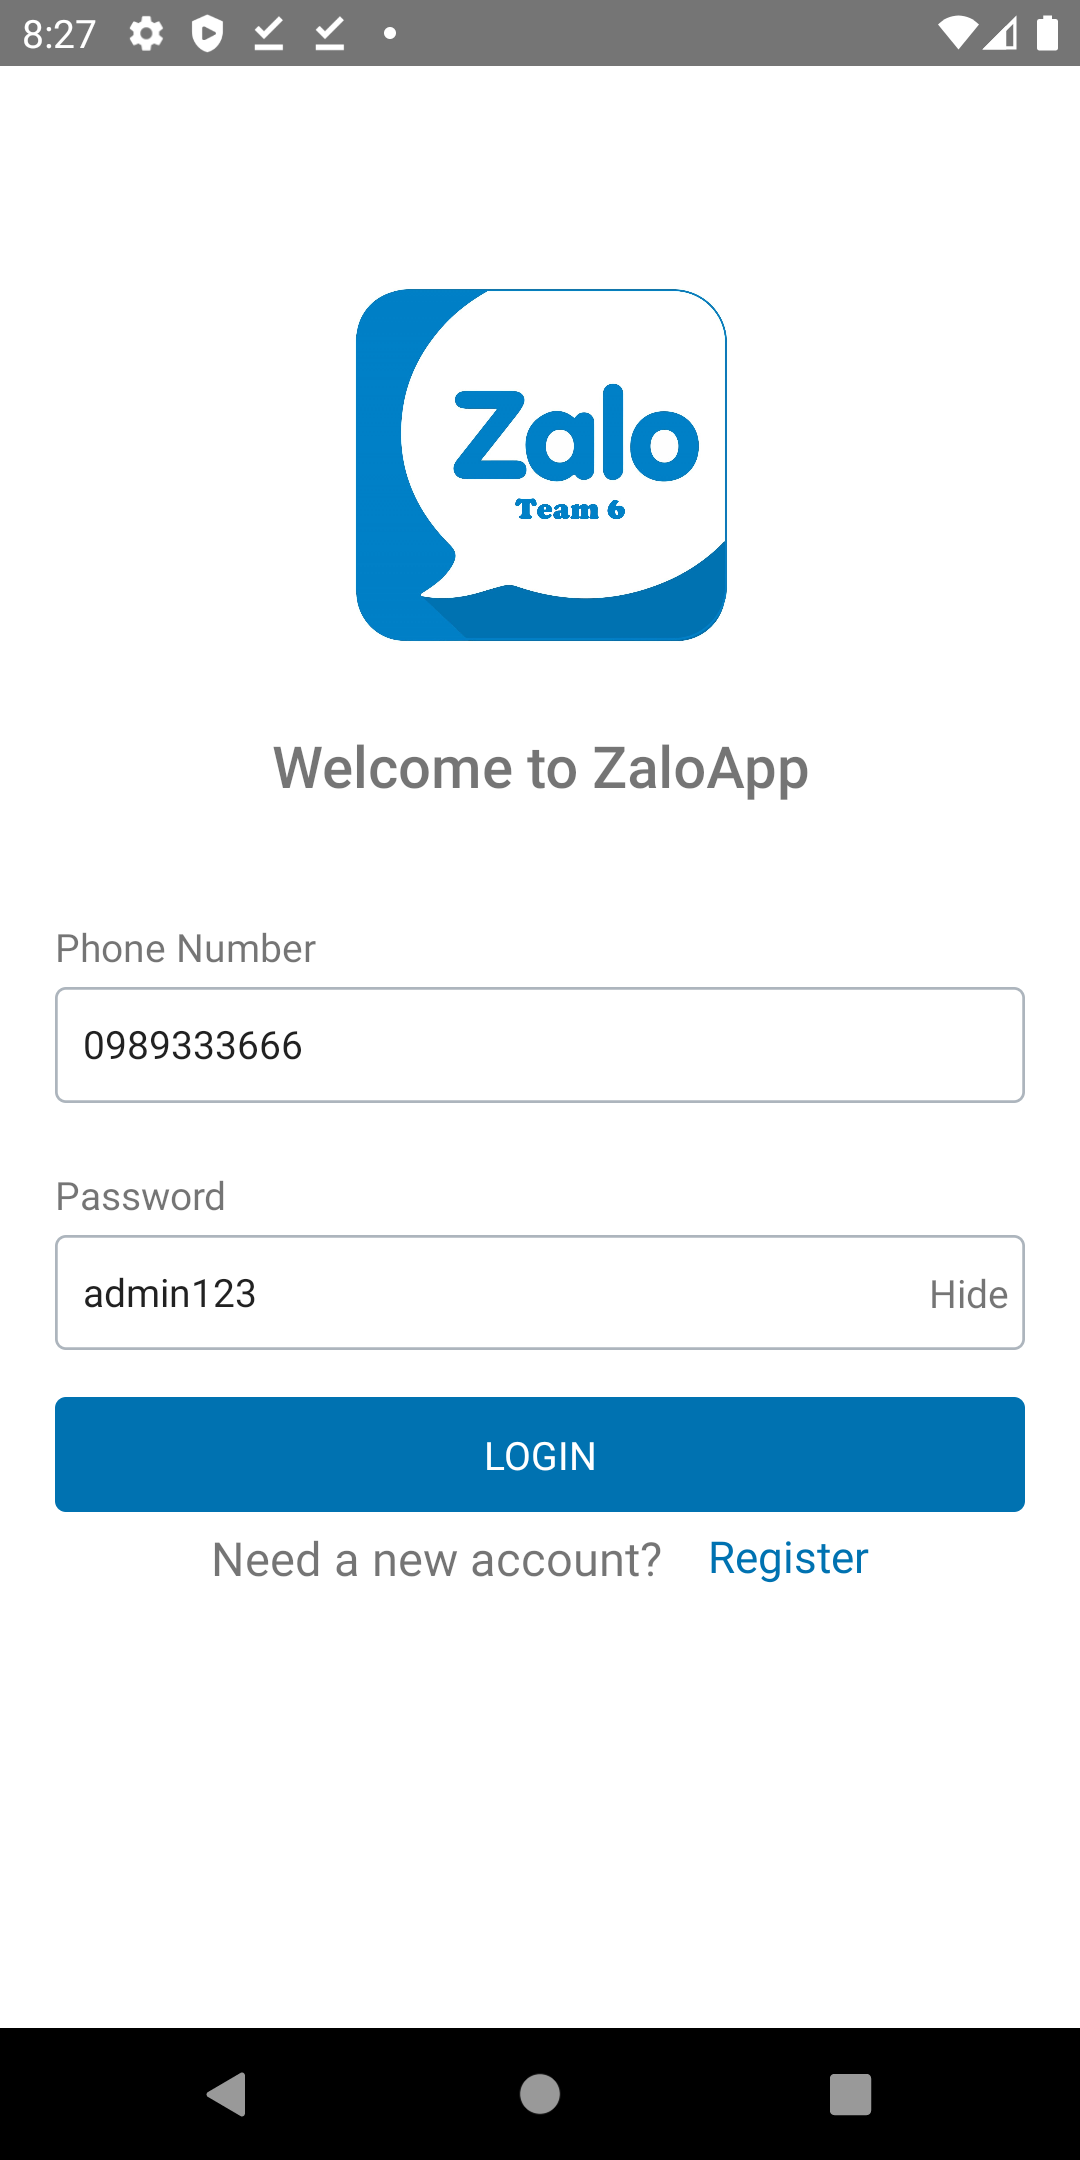 8:27
Zalo
Team 6
Welcome to ZaloApp
Phone Number
0989333666
Password
admin123 Hide
LOGIN
Need a new account? Register